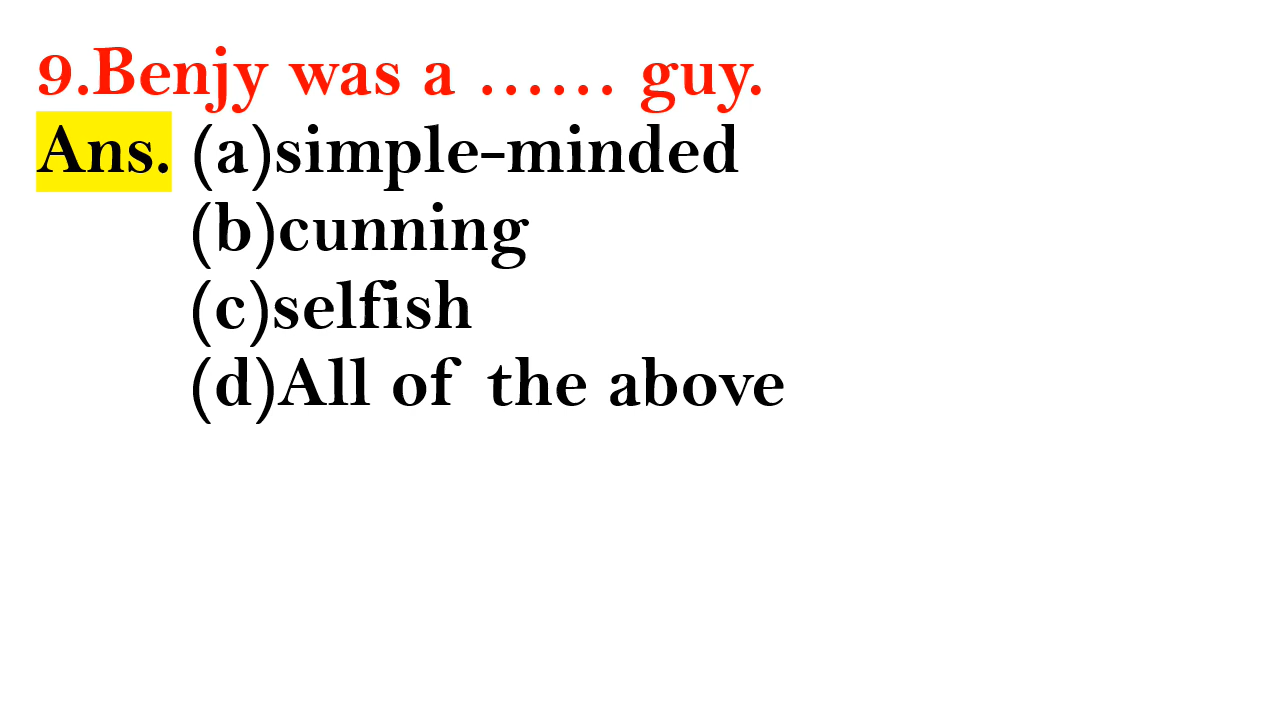 9.Benjy was a ...... guy.
Ans. (a)simple-minded
(b)cunning
(c)selfish
(d)All of the above